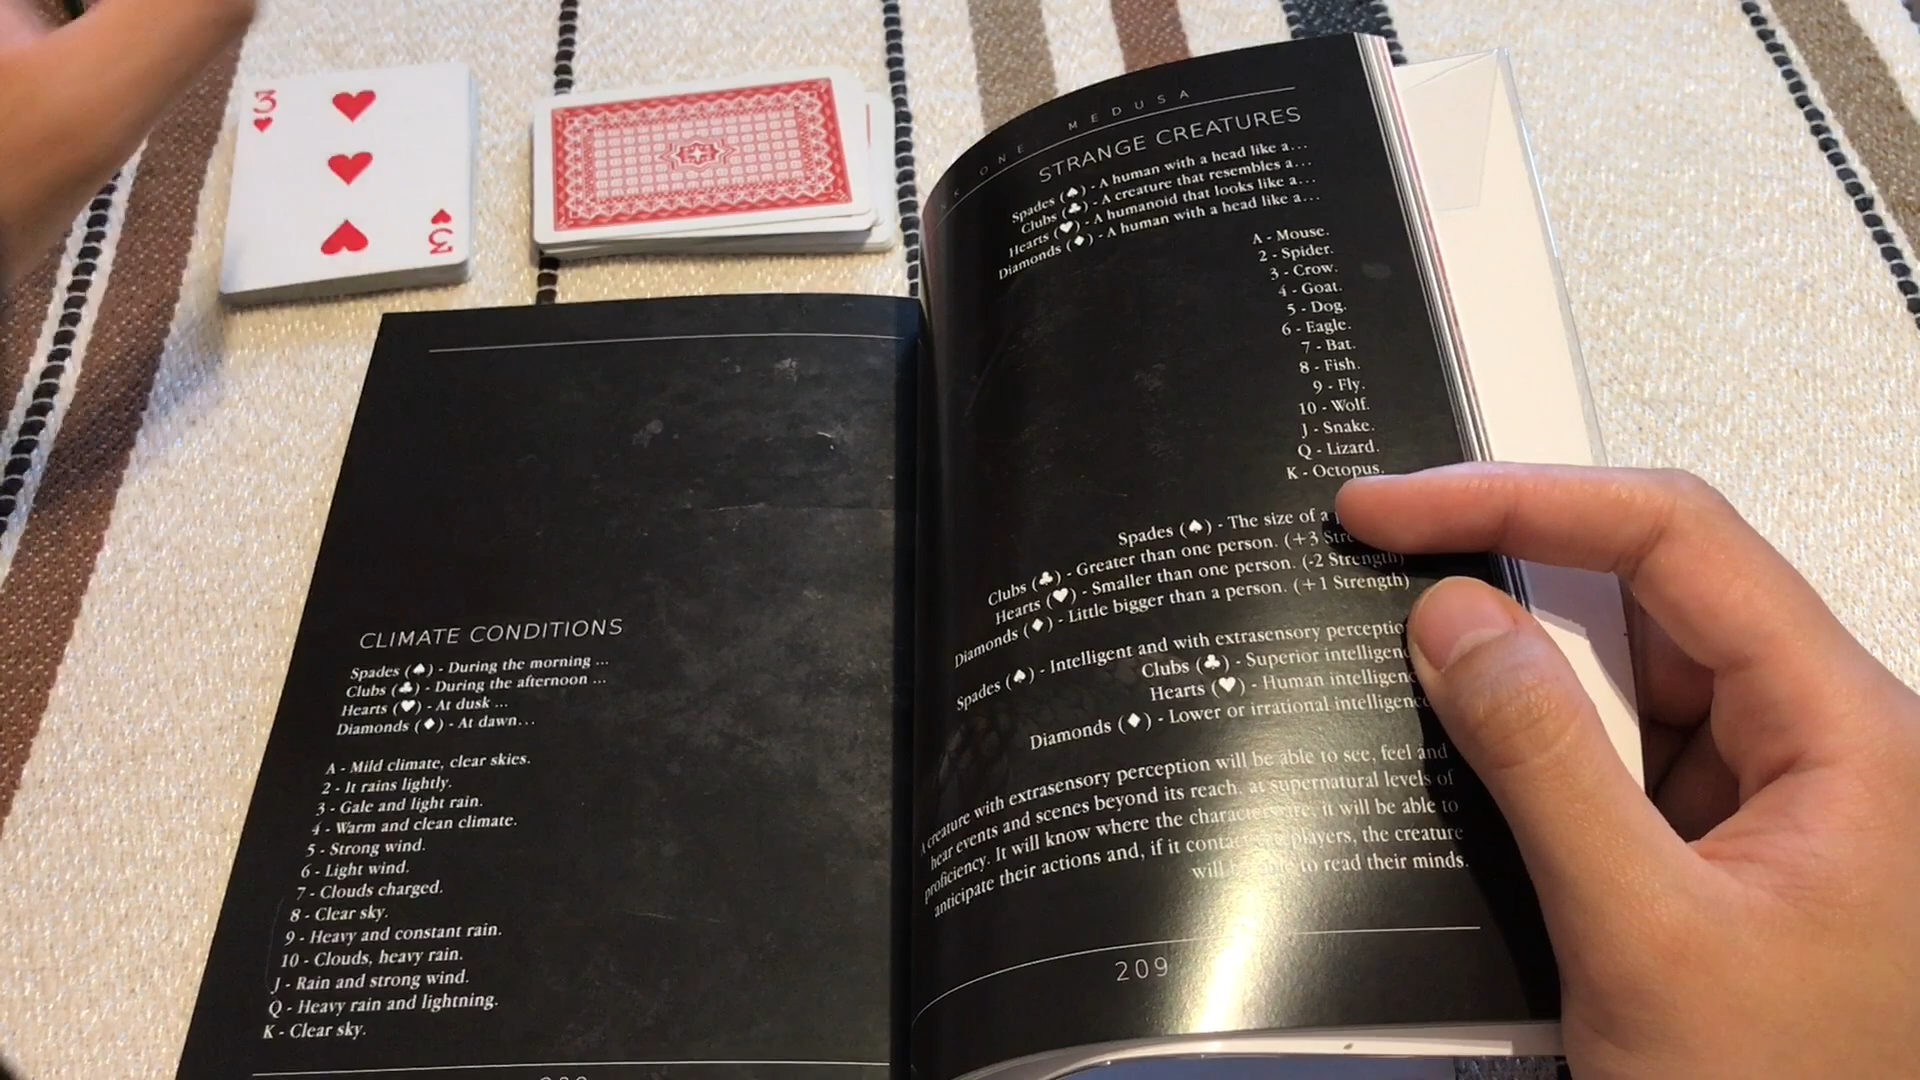 3
3
CLIMATE CONDITIONS
Spades (♠) - During the morning ...
Clubs (♣) - During the afternoon ...
Hearts (♥) - At dusk ...
Diamonds (♦) - At dawn...
A - Mild climate, clear skies.
2 - It rains lightly.
3 - Gale and light rain.
4 - Warm and clean climate.
5 - Strong wind.
6 - Light wind.
7 - Clouds charged.
8 - Clear sky.
9 - Heavy and constant rain.
10 - Clouds, heavy rain.
J - Rain and strong wind.
Q - Heavy rain and lightning.
K - Clear sky.
ONE MEDUSA
STRANGE CREATURES
Spades (♠) - A human with a head like a...
Clubs (♣) - A creature that resembles a...
Hearts (♥) - A humanoid that looks like a...
Diamonds (♦) - A human with a head like a...
A - Mouse.
2 - Spider.
3 - Crow.
4 - Goat.
5 - Dog.
6 - Eagle.
7 - Bat.
8 - Fish.
9 - Fly.
10 - Wolf.
J - Snake.
Q - Lizard.
K - Octopus.
Spades (♠) - The size of a
Clubs (♣) - Greater than one person. (+3
Hearts (♥) - Smaller than one person. (-2 Strength)
Diamonds (♦) - Little bigger than a person. (+1 Strength)
Spades (♠) - Intelligent and with extrasensory
Clubs (♣) - Superior
Hearts (♥) - Human
Diamonds (♦) - Lower or irrational
A creature with extrasensory perception will be able to see, feel and
hear events and scenes beyond its reach, at supernatural levels of
proficiency. It will know where the characters are, it will be able to
anticipate their actions and, if it players, the creature
will to read their minds.
209